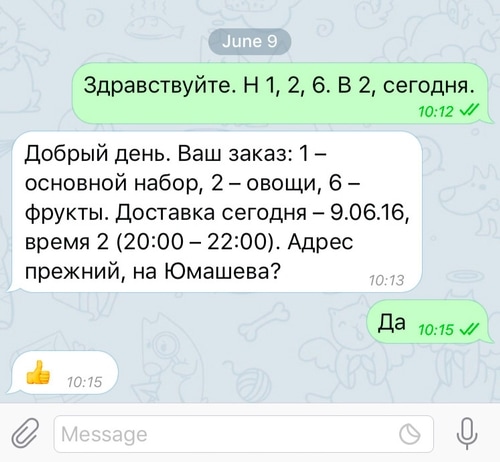 June 9
Здравствуйте. Н 1, 2, 6. В 2, сегодня.
10:12
Добрый день. Ваш заказ: 1 –
основной набор, 2 – овощи, 6 –
фрукты. Доставка сегодня – 9.06.16,
время 2 (20:00 – 22:00). Адрес
прежний, на Юмашева?
10:13
Да
10:15
👍
10:15
Message